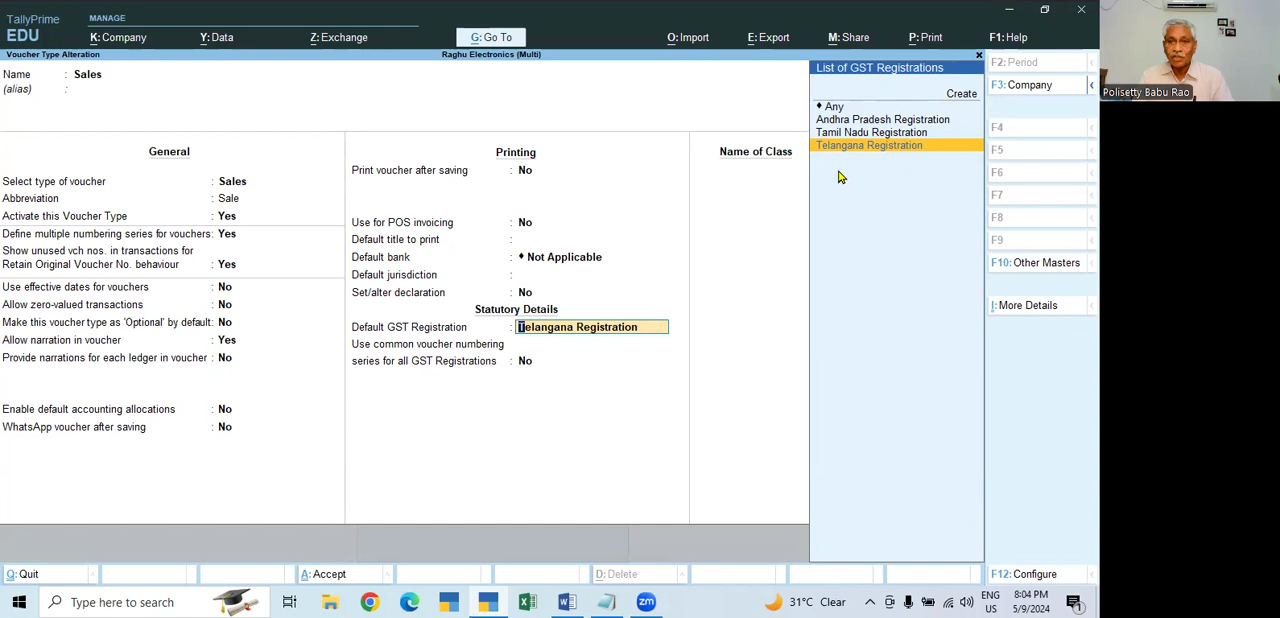 TallyPrime
EDU
MANAGE
K: Company
Y: Data
Z: Exchange
G: Go To
O: Import
E: Export
M: Share
P: Print
F1: Help
Voucher Type Alteration
Raghu Electronics (Multi)
Name : Sales
(alias) :
General
Select type of voucher : Sales
Abbreviation : Sale
Activate this Voucher Type : Yes
Define multiple numbering series for vouchers: Yes
Show unused vch nos. in transactions for
Retain Original Voucher No. behaviour : Yes
Use effective dates for vouchers : No
Allow zero-valued transactions : No
Make this voucher type as 'Optional' by default: No
Allow narration in voucher : Yes
Provide narrations for each ledger in voucher : No
Enable default accounting allocations : No
WhatsApp voucher after saving : No
Printing
Print voucher after saving : No
Use for POS invoicing : No
Default title to print :
Default bank : ♦ Not Applicable
Default jurisdiction :
Set/alter declaration : No
Statutory Details
Default GST Registration : Telangana Registration
Use common voucher numbering
series for all GST Registrations : No
Name of Class
List of GST Registrations
Create
♦ Any
Andhra Pradesh Registration
Tamil Nadu Registration
Telangana Registration
F2: Period
F3: Company
F4
F5
F6
F7
F8
F9
F10: Other Masters
I: More Details
F12: Configure
Polisetty Babu Rao
Q: Quit
A: Accept
D: Delete
Type here to search
zm
31°C Clear
ENG
US
8:04 PM
5/9/2024
1